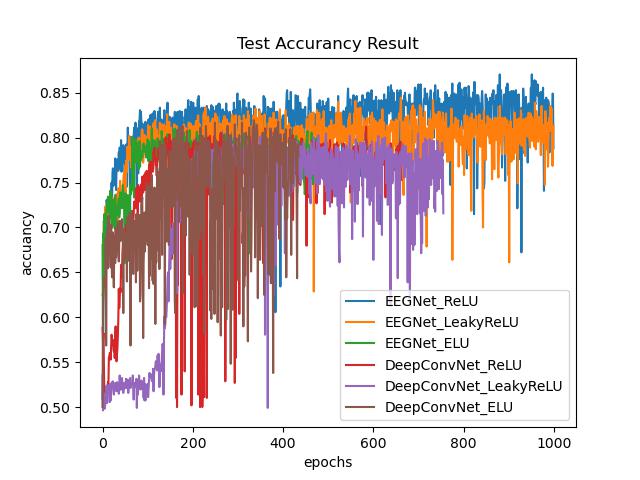 Test Accurancy Result
accuancy
0.85
0.80
0.75
0.70
0.65
0.60
0.55
0.50
0
200
400
600
800
1000
epochs
EEGNet_ReLU
EEGNet_LeakyReLU
EEGNet_ELU
DeepConvNet_ReLU
DeepConvNet_LeakyReLU
DeepConvNet_ELU